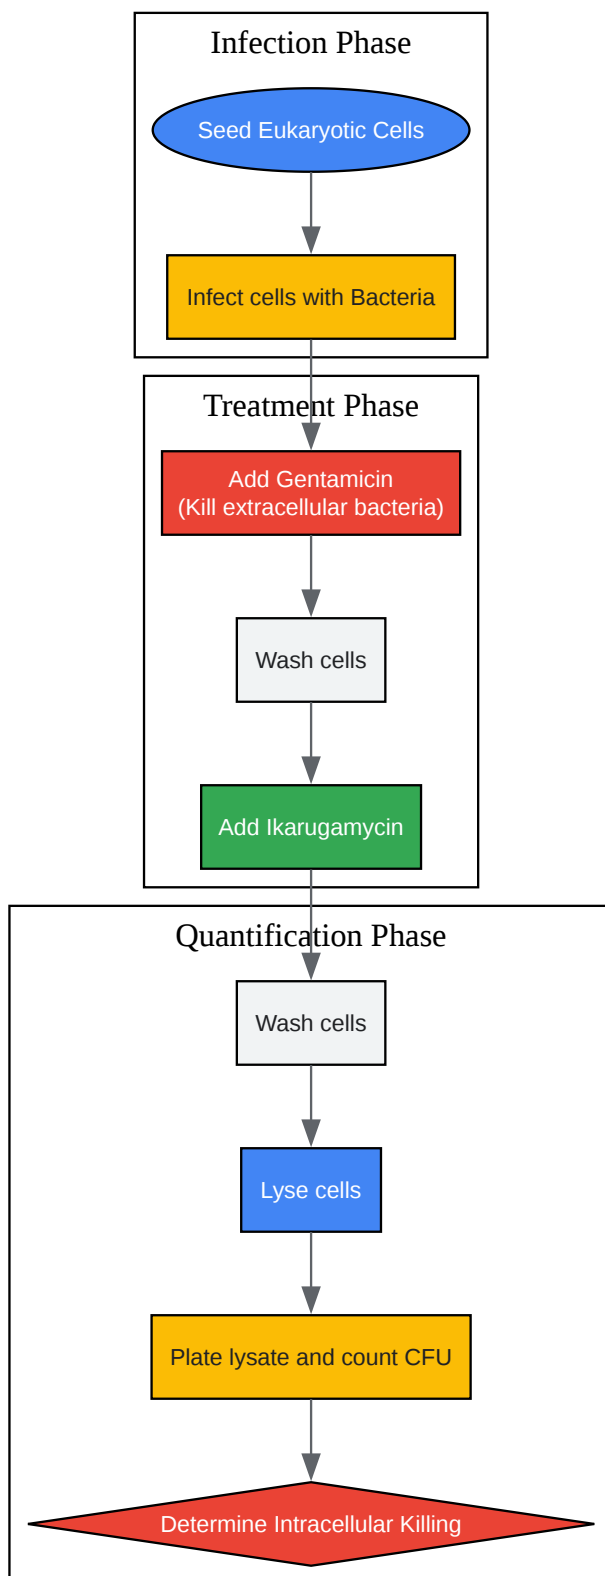 Infection Phase
Seed Eukaryotic Cells
Infect cells with Bacteria
Treatment Phase
Add Gentamicin
(Kill extracellular bacteria)
Wash cells
Add Ikarugamycin
Quantification Phase
Wash cells
Lyse cells
Plate lysate and count CFU
Determine Intracellular Killing